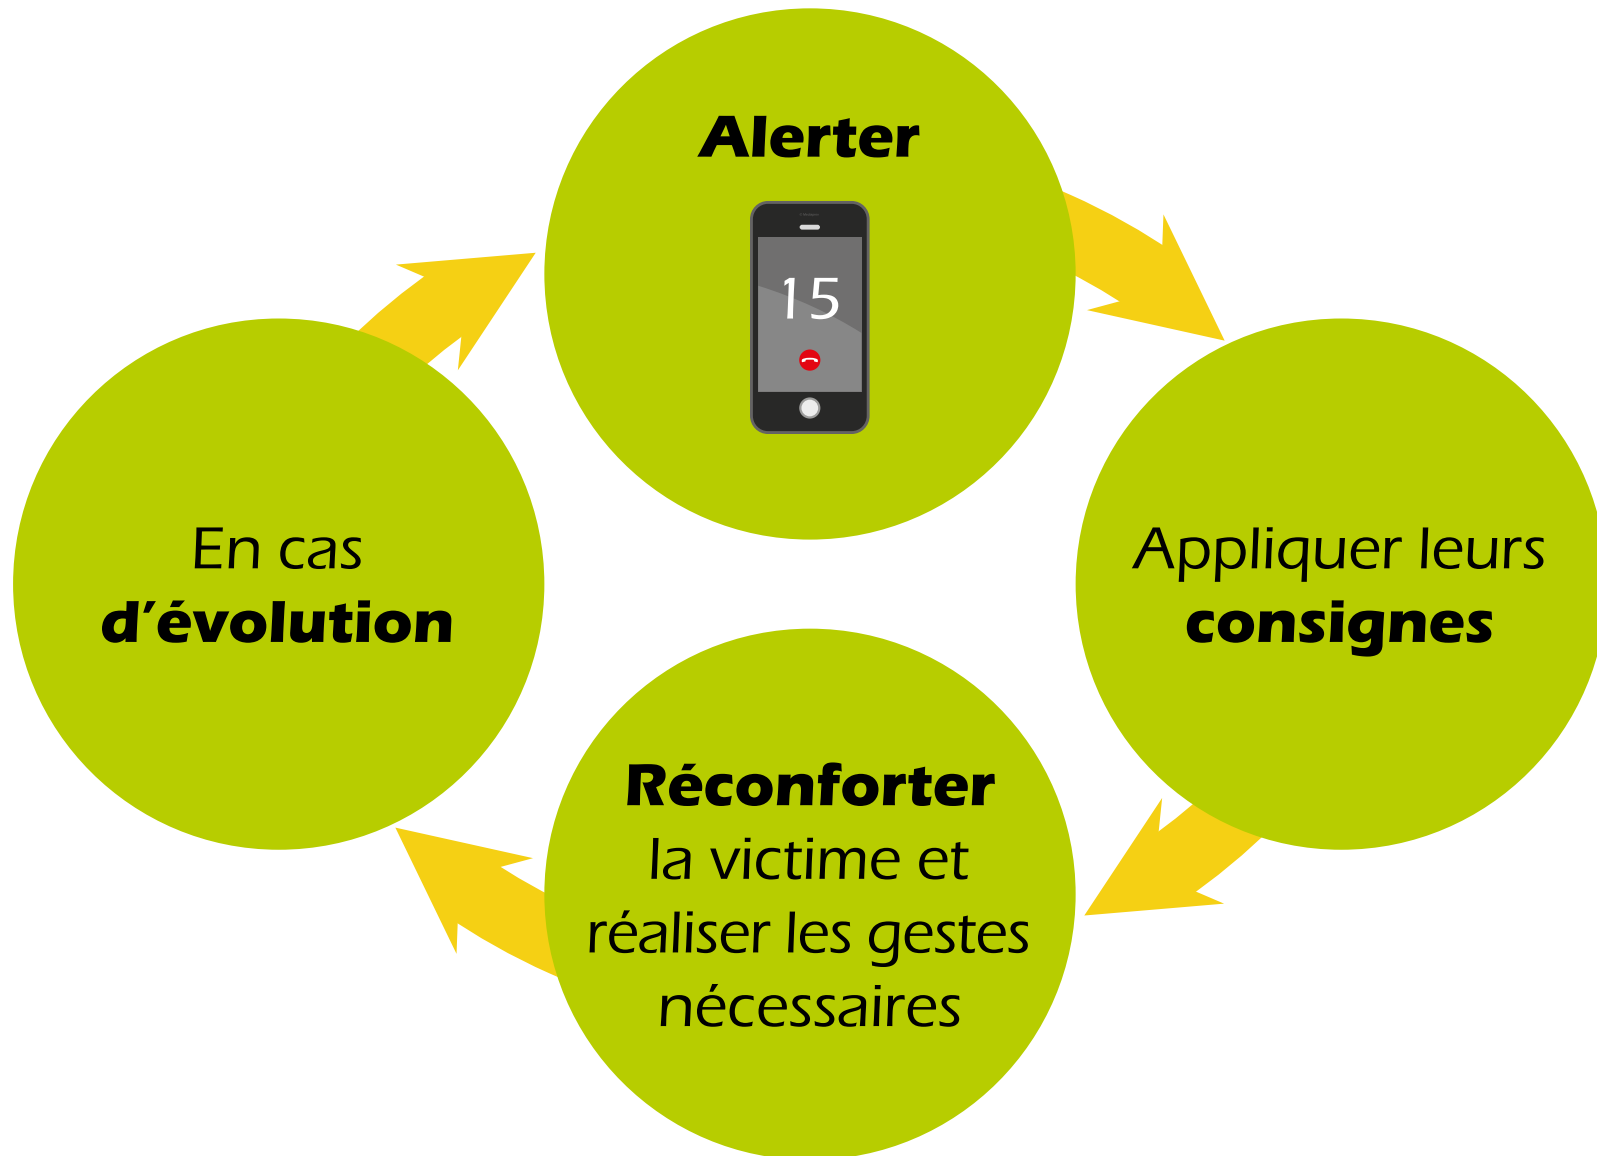 Alerter
15
Appliquer leurs
consignes
Réconforter
la victime et
réaliser les gestes
nécessaires
En cas
d’évolution